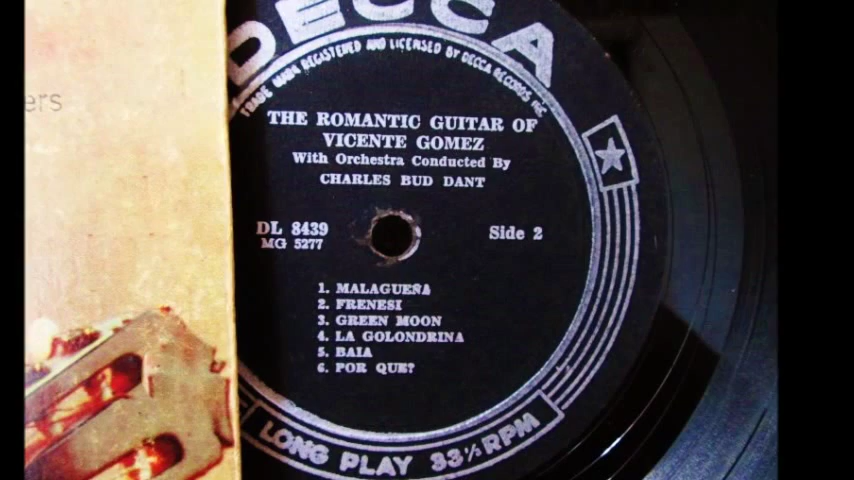 ers
DECCA
TRADE MARK REGISTERED AND LICENSED BY DECCA RECORDS INC
THE ROMANTIC GUITAR OF
VICENTE GOMEZ
With Orchestra Conducted By
CHARLES BUD DANT
DL 8439
MG 5277
Side 2
1. MALAGUEÑA
2. FRENESI
3. GREEN MOON
4. LA GOLONDRINA
5. BAIA
6. POR QUE?
LONG PLAY 33⅓ RPM